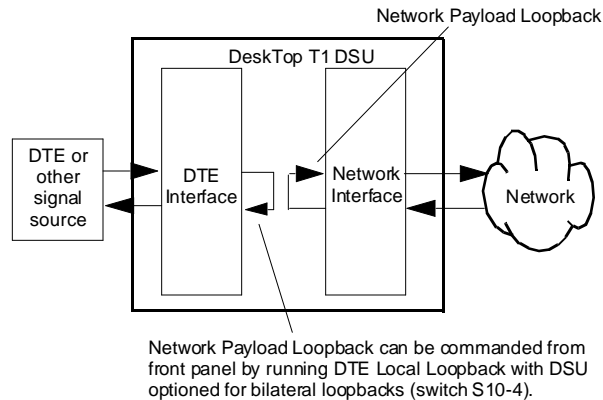 Network Payload Loopback
DeskTop T1 DSU
DTE or
other
signal
source
DTE
Interface
Network
Interface
Network
Network Payload Loopback can be commanded from
front panel by running DTE Local Loopback with DSU
optioned for bilateral loopbacks (switch S10-4).